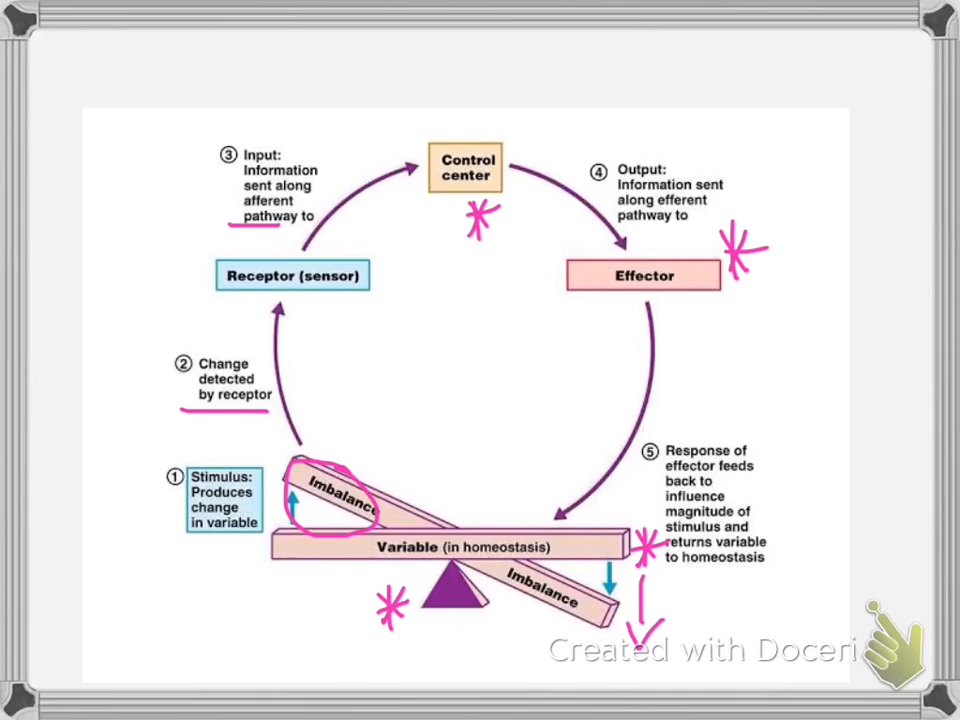 ③ Input:
Information
sent along
afferent
pathway to
Control
center
④ Output:
Information sent
along efferent
pathway to
Receptor (sensor)
Effector
② Change
detected
by receptor
① Stimulus:
Produces
change
in variable
Imbalance
Variable (in homeostasis)
Imbalance
⑤ Response of
effector feeds
back to
influence
magnitude of
stimulus and
returns variable
to homeostasis
Created with Doceri